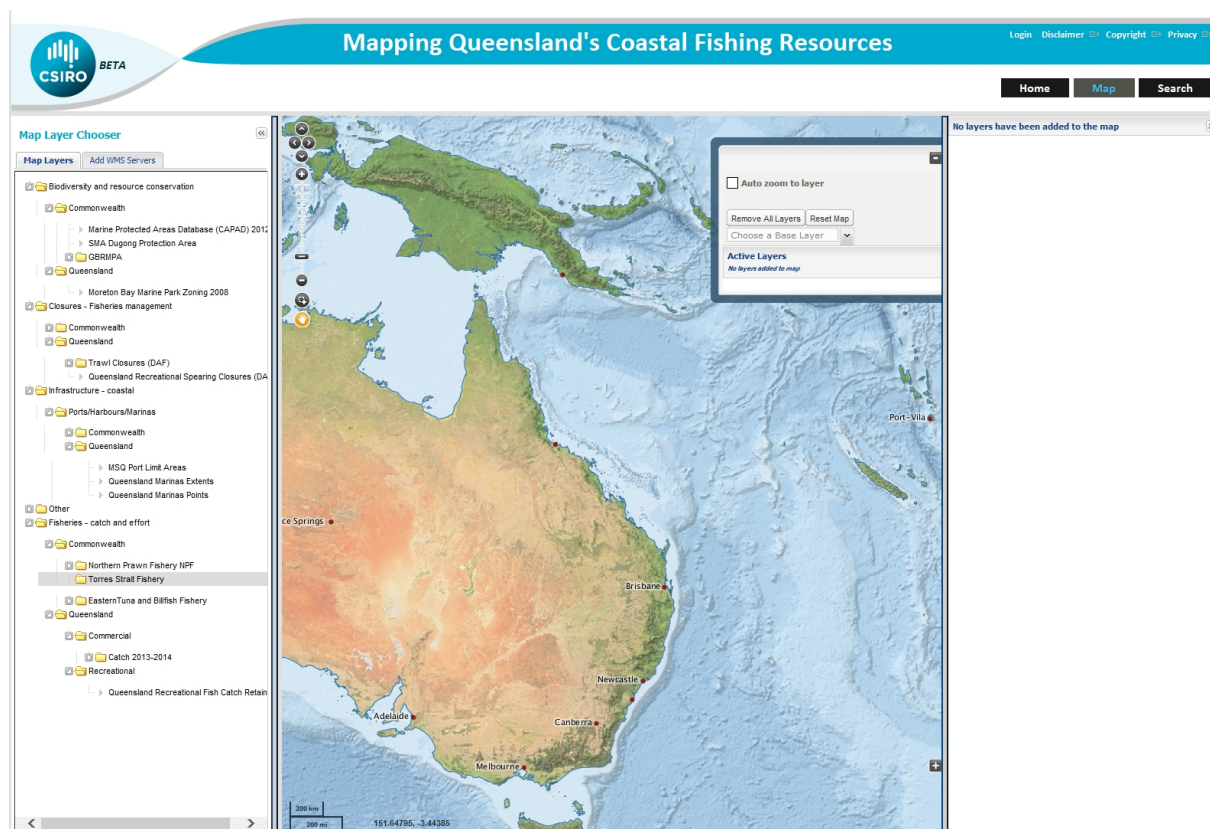 CSIRO
BETA
Mapping Queensland's Coastal Fishing Resources
Login Disclaimer Copyright Privacy
Home Map Search
Map Layer Chooser
Map Layers Add WMS Servers
Biodiversity and resource conservation
Commonwealth
Marine Protected Areas Database (CAPAD) 2012
SMA Dugong Protection Area
GBRMPA
Queensland
Moreton Bay Marine Park Zoning 2008
Closures - Fisheries management
Commonwealth
Queensland
Trawl Closures (DAF)
Queensland Recreational Spearing Closures (DA
Infrastructure - coastal
Ports/Harbours/Marinas
Commonwealth
Queensland
MSQ Port Limit Areas
Queensland Marinas Extents
Queensland Marinas Points
Other
Fisheries - catch and effort
Commonwealth
Northern Prawn Fishery NPF
Torres Strait Fishery
EasternTuna and Billfish Fishery
Queensland
Commercial
Catch 2013-2014
Recreational
Queensland Recreational Fish Catch Retain
Auto zoom to layer
Remove All Layers Reset Map
Choose a Base Layer
Active Layers
No layers added to map
Port-Vila
ce Springs
Brisbane
Newcastle
Adelaide
Canberra
Melbourne
200 km
200 mi
151.64795, -3.44385
No layers have been added to the map